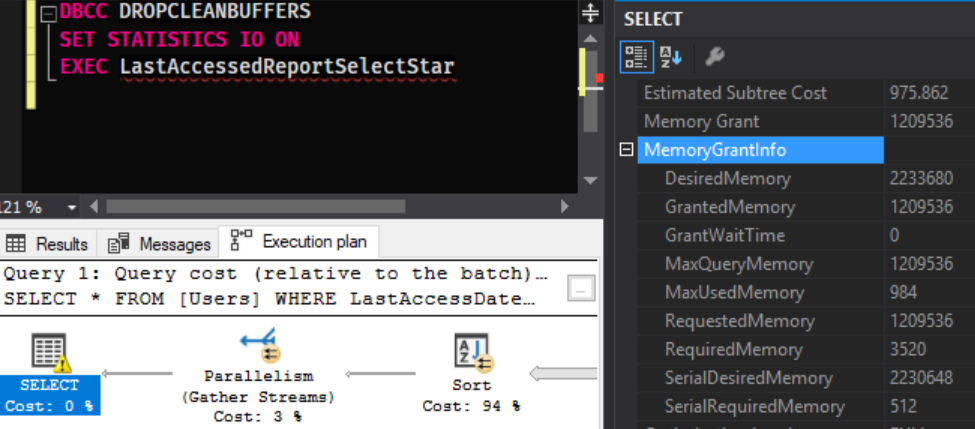 DBCC DROPCLEANBUFFERS
SET STATISTICS IO ON
EXEC LastAccessedReportSelectStar
121 %
Results Messages Execution plan
Query 1: Query cost (relative to the batch)…
SELECT * FROM [Users] WHERE LastAccessDate…
SELECT
Cost: 0 %
Parallelism
(Gather Streams)
Cost: 3 %
Sort
Cost: 94 %
SELECT
Estimated Subtree Cost 975.862
Memory Grant 1209536
MemoryGrantInfo
DesiredMemory 2233680
GrantedMemory 1209536
GrantWaitTime 0
MaxQueryMemory 1209536
MaxUsedMemory 984
RequestedMemory 1209536
RequiredMemory 3520
SerialDesiredMemory 2230648
SerialRequiredMemory 512